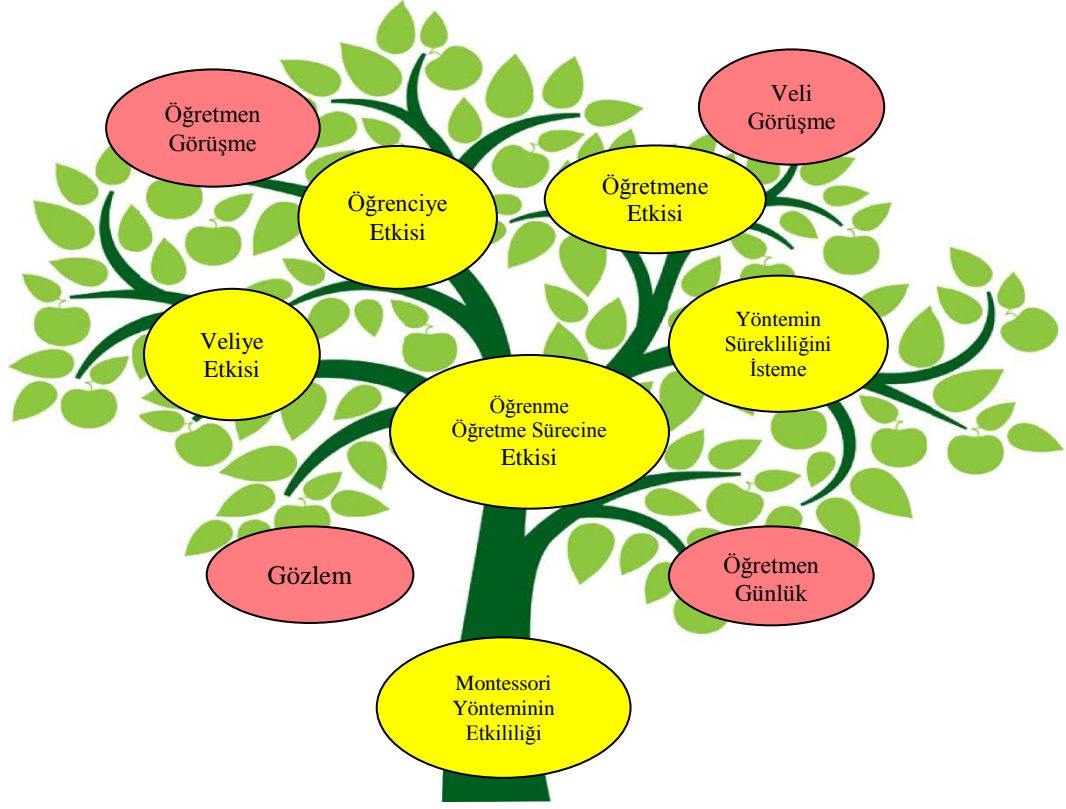 Öğretmen
Görüşme
Veli
Görüşme
Öğrenciye
Etkisi
Öğretmene
Etkisi
Veliye
Etkisi
Yöntemin
Sürekliliğini
İsteme
Öğrenme
Öğretme Sürecine
Etkisi
Gözlem
Öğretmen
Günlük
Montessori
Yönteminin
Etkililiği